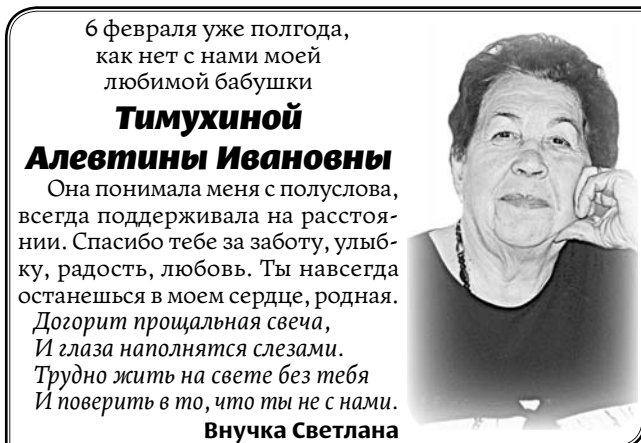 6 февраля уже полгода,
как нет с нами моей
любимой бабушки
Тимухиной
Алевтины Ивановны
Она понимала меня с полуслова,
всегда поддерживала на расстоя-
нии. Спасибо тебе за заботу, улыб-
ку, радость, любовь. Ты навсегда
останешься в моем сердце, родная.
Догорит прощальная свеча,
И глаза наполнятся слезами.
Трудно жить на свете без тебя
И поверить в то, что ты не с нами.
Внучка Светлана